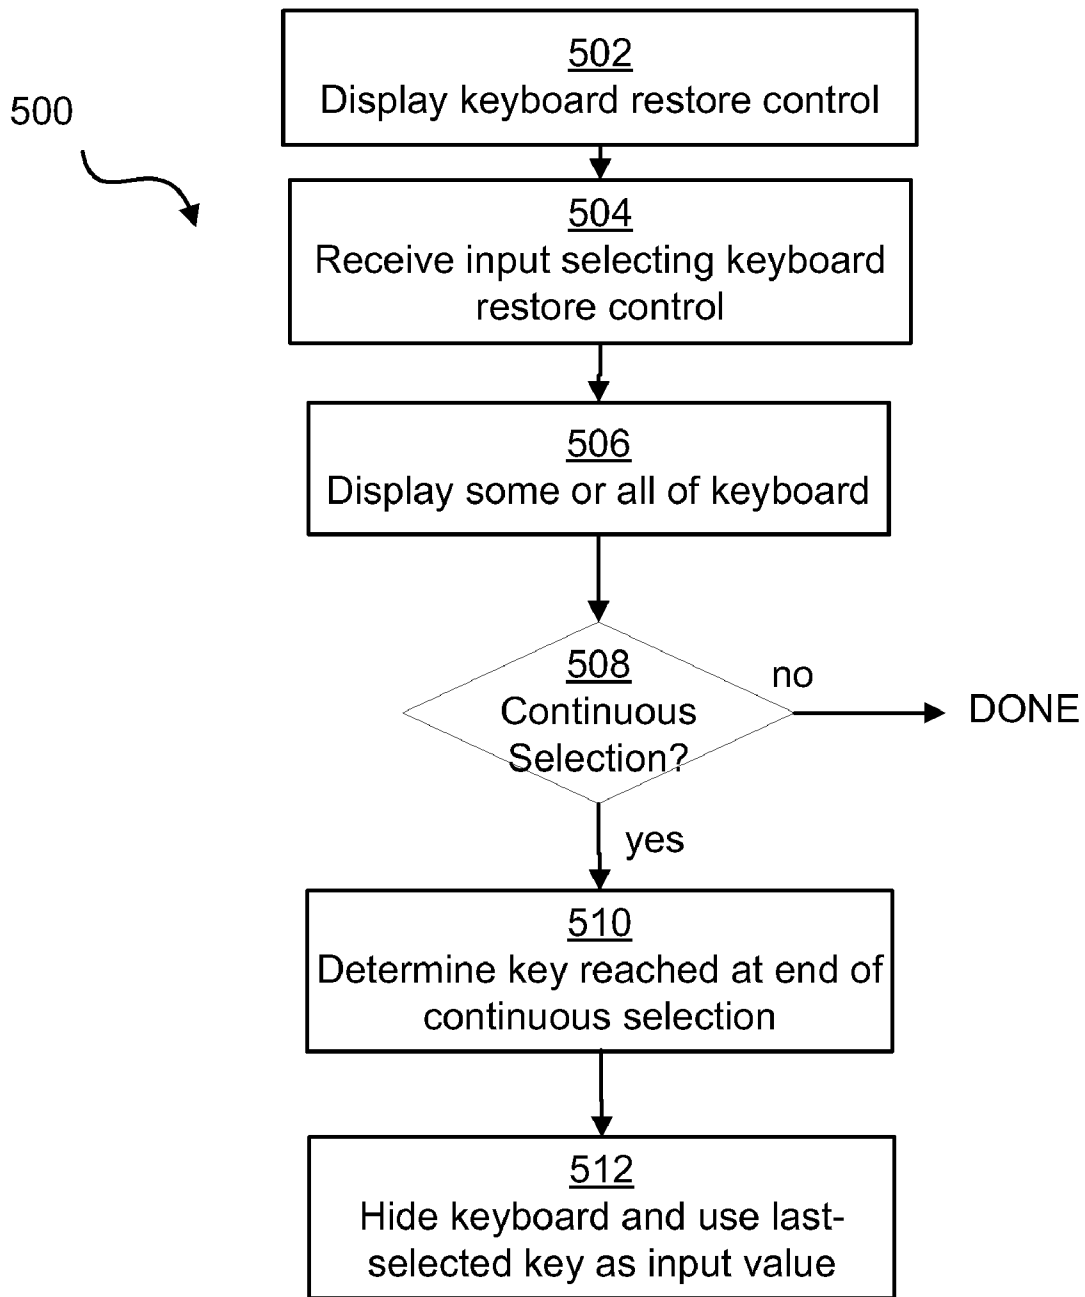 502
Display keyboard restore control
500
504
Receive input selecting keyboard
restore control
506
Display some or all of keyboard
508
Continuous
Selection?
no
DONE
yes
510
Determine key reached at end of
continuous selection
512
Hide keyboard and use last-
selected key as input value